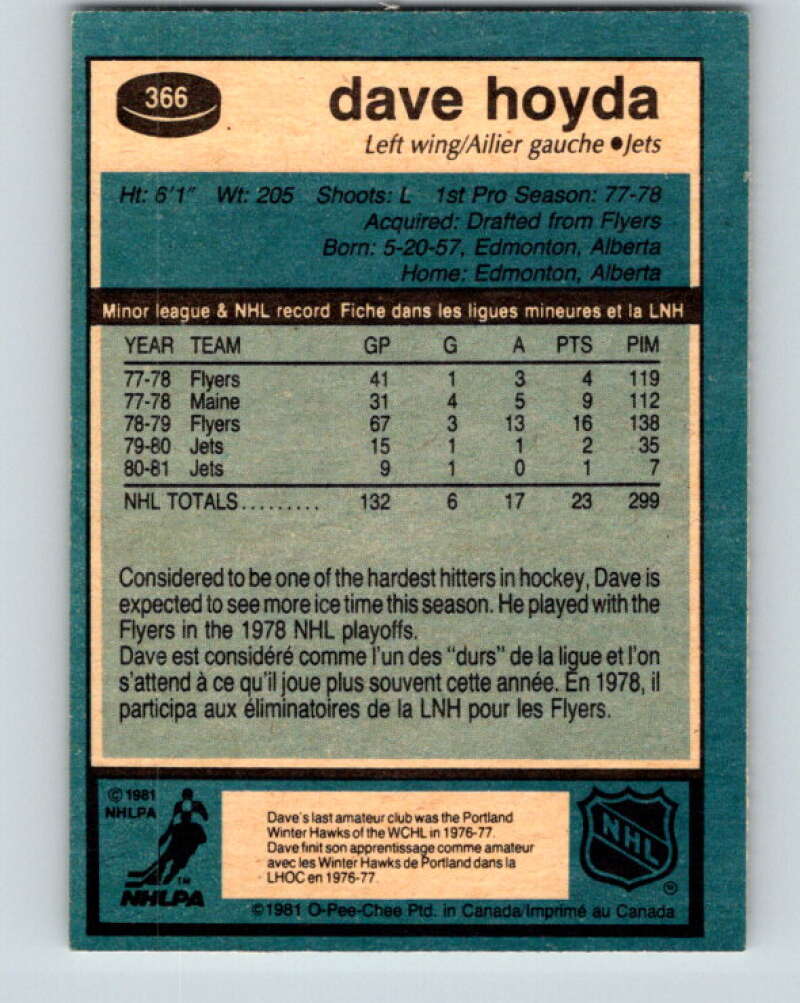 366
dave hoyda
Left wing/Ailier gauche ● Jets
Ht: 6'1" Wt: 205 Shoots: L 1st Pro Season: 77-78
Acquired: Drafted from Flyers
Born: 5-20-57, Edmonton, Alberta
Home: Edmonton, Alberta
Minor league & NHL record Fiche dans les ligues mineures et la LNH
YEAR TEAM GP G A PTS PIM
77-78 Flyers 41 1 3 4 119
77-78 Maine 31 4 5 9 112
78-79 Flyers 67 3 13 16 138
79-80 Jets 15 1 1 2 35
80-81 Jets 9 1 0 1 7
NHL TOTALS......... 132 6 17 23 299
Considered to be one of the hardest hitters in hockey, Dave is
expected to see more ice time this season. He played with the
Flyers in the 1978 NHL playoffs.
Dave est considéré comme l'un des "durs" de la ligue et l'on
s'attend à ce qu'il joue plus souvent cette année. En 1978, il
participa aux éliminatoires de la LNH pour les Flyers.
© 1981
NHLPA
TM
NHLPA
Dave's last amateur club was the Portland
Winter Hawks of the WCHL in 1976-77.
Dave finit son apprentissage comme amateur
avec les Winter Hawks de Portland dans la
LHOC en 1976-77.
NHL
®
©1981 O-Pee-Chee Ptd. in Canada/Imprimé au Canada